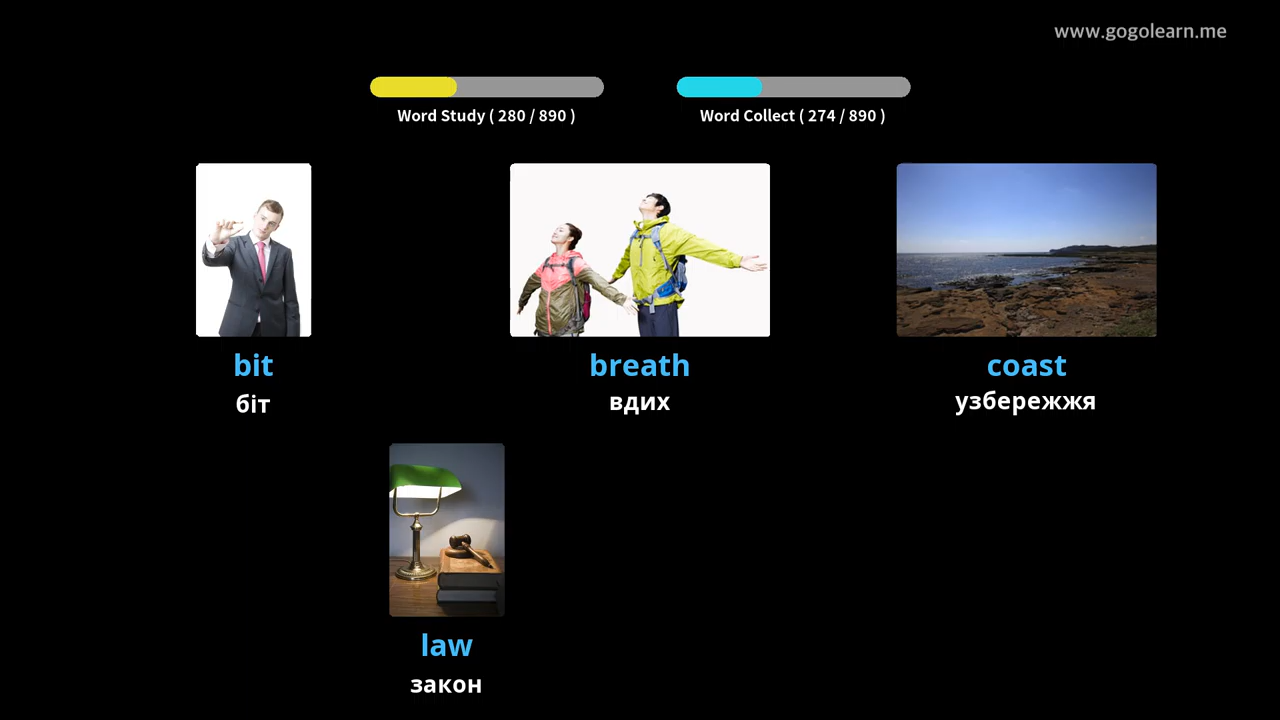 www.gogolearn.me
Word Study ( 280 / 890 )
Word Collect ( 274 / 890 )
bit
біт
breath
вдих
coast
узбережжя
law
закон